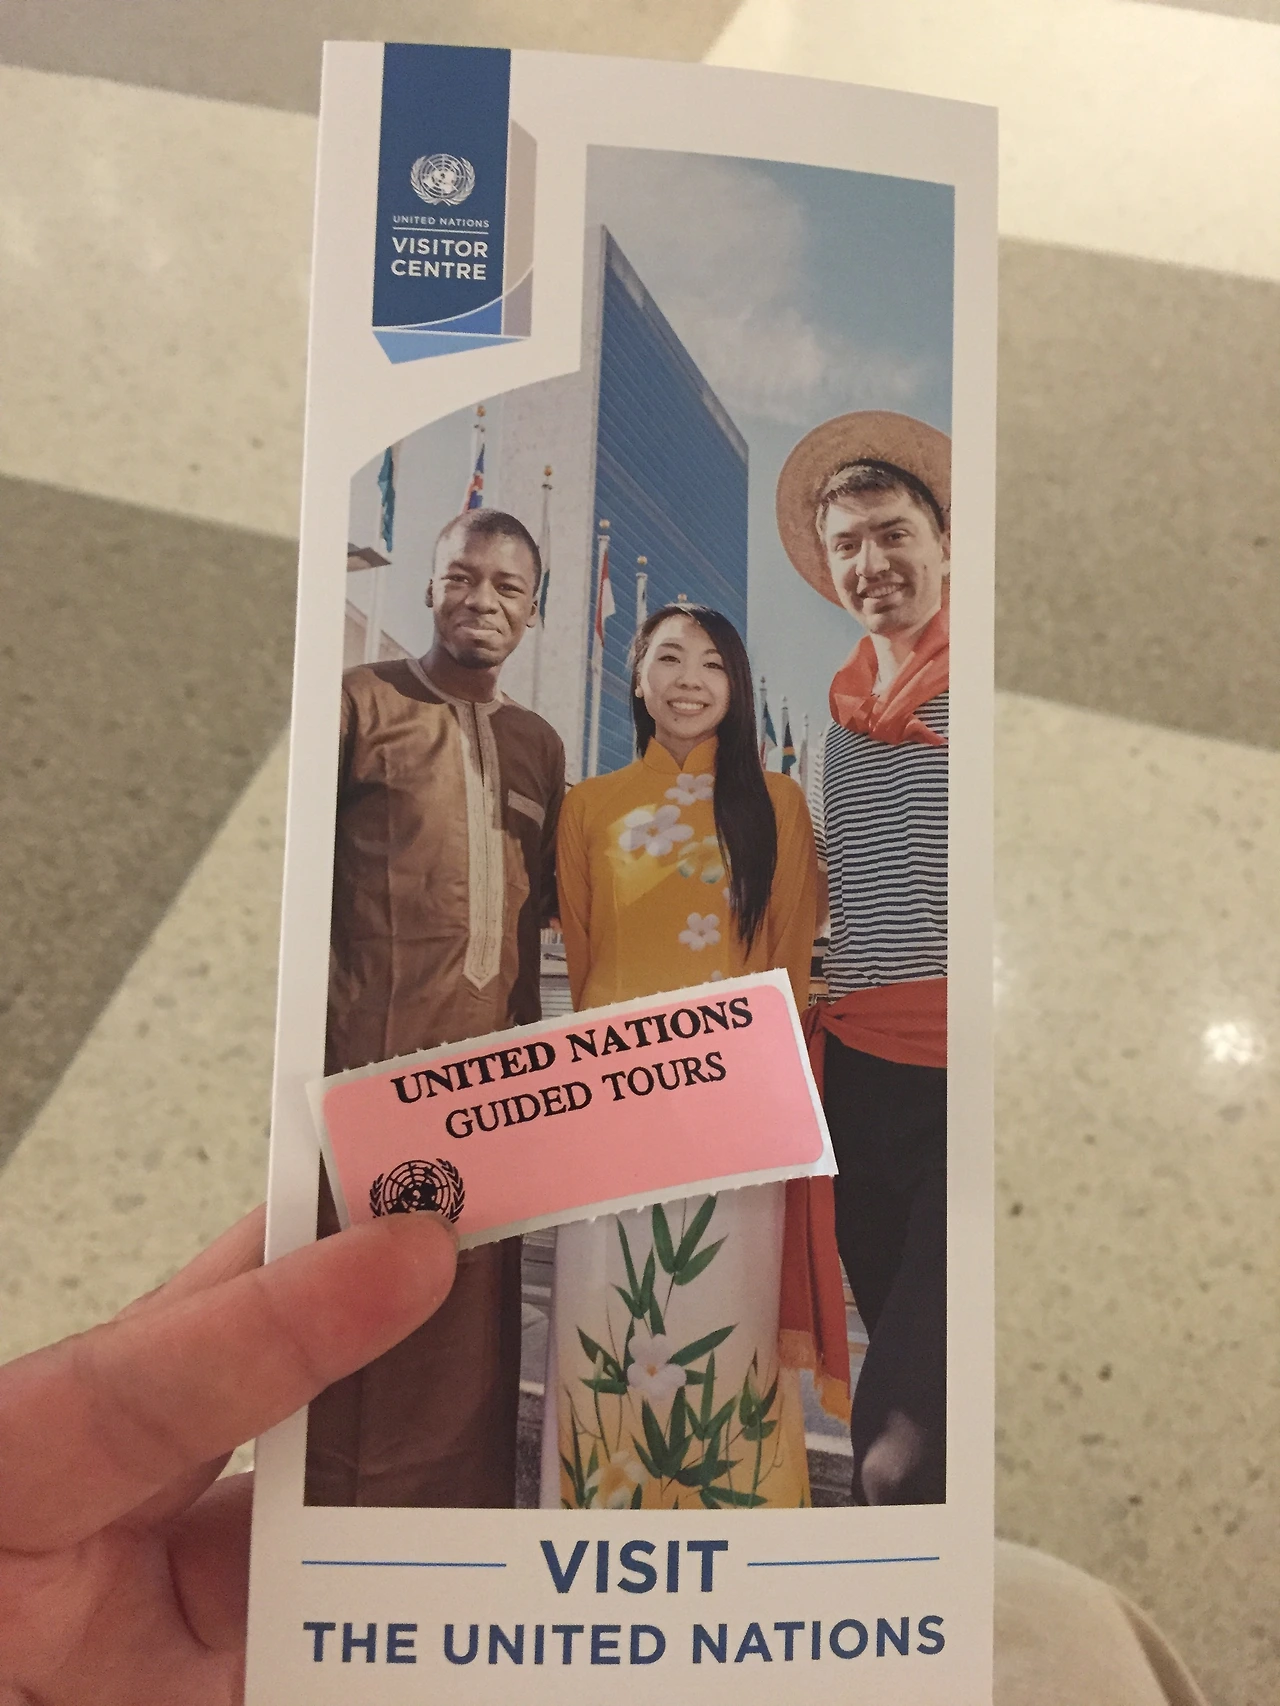 UNITED NATIONS
VISITOR
CENTRE
UNITED NATIONS
GUIDED TOURS
VISIT
THE UNITED NATIONS